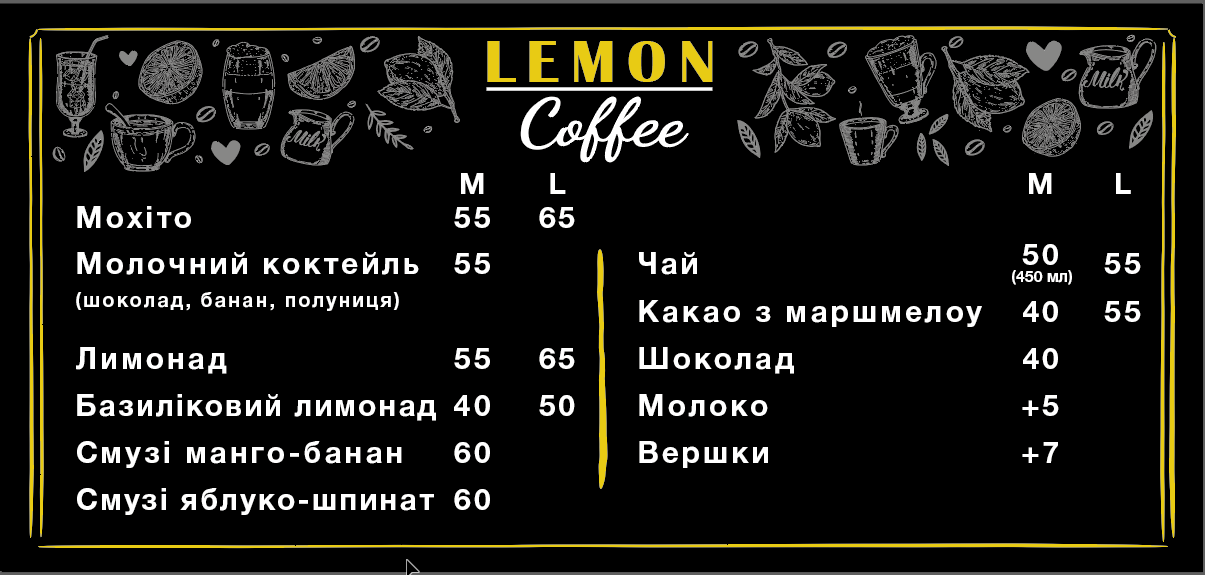 LEMON
Coffee
M L
Мохіто 55 65
Молочний коктейль 55
(шоколад, банан, полуниця)
Лимонад 55 65
Базиліковий лимонад 40 50
Смузі манго-банан 60
Смузі яблуко-шпинат 60
M L
Чай 50 55
(450 мл)
Какао з маршмелоу 40 55
Шоколад 40
Молоко +5
Вершки +7
Milk
Milk